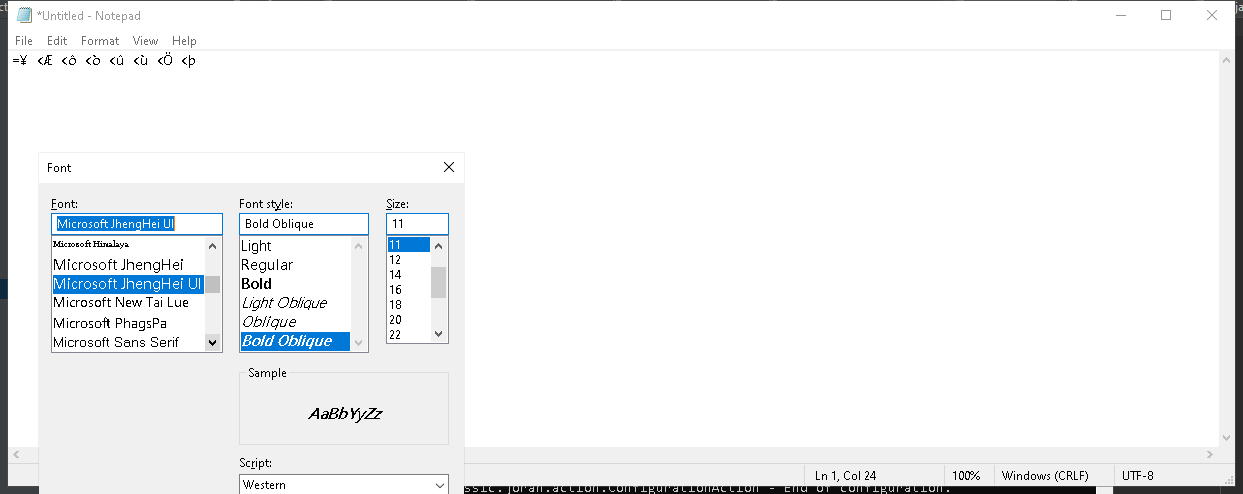 *Untitled - Notepad
File Edit Format View Help
=¥ <Æ <ô <ò <û <ù <Ö <þ
Font
Font:
Microsoft JhengHei UI
Microsoft Himalaya
Microsoft JhengHei
Microsoft JhengHei UI
Microsoft New Tai Lue
Microsoft PhagsPa
Microsoft Sans Serif
Font style:
Bold Oblique
Light
Regular
Bold
Light Oblique
Oblique
Bold Oblique
Size:
11
11
12
14
16
18
20
22
Sample
AaBbYyZz
Script:
Western
Ln 1, Col 24 100% Windows (CRLF) UTF-8
ssic.joran.action.ConfigurationAction - End of configuration.